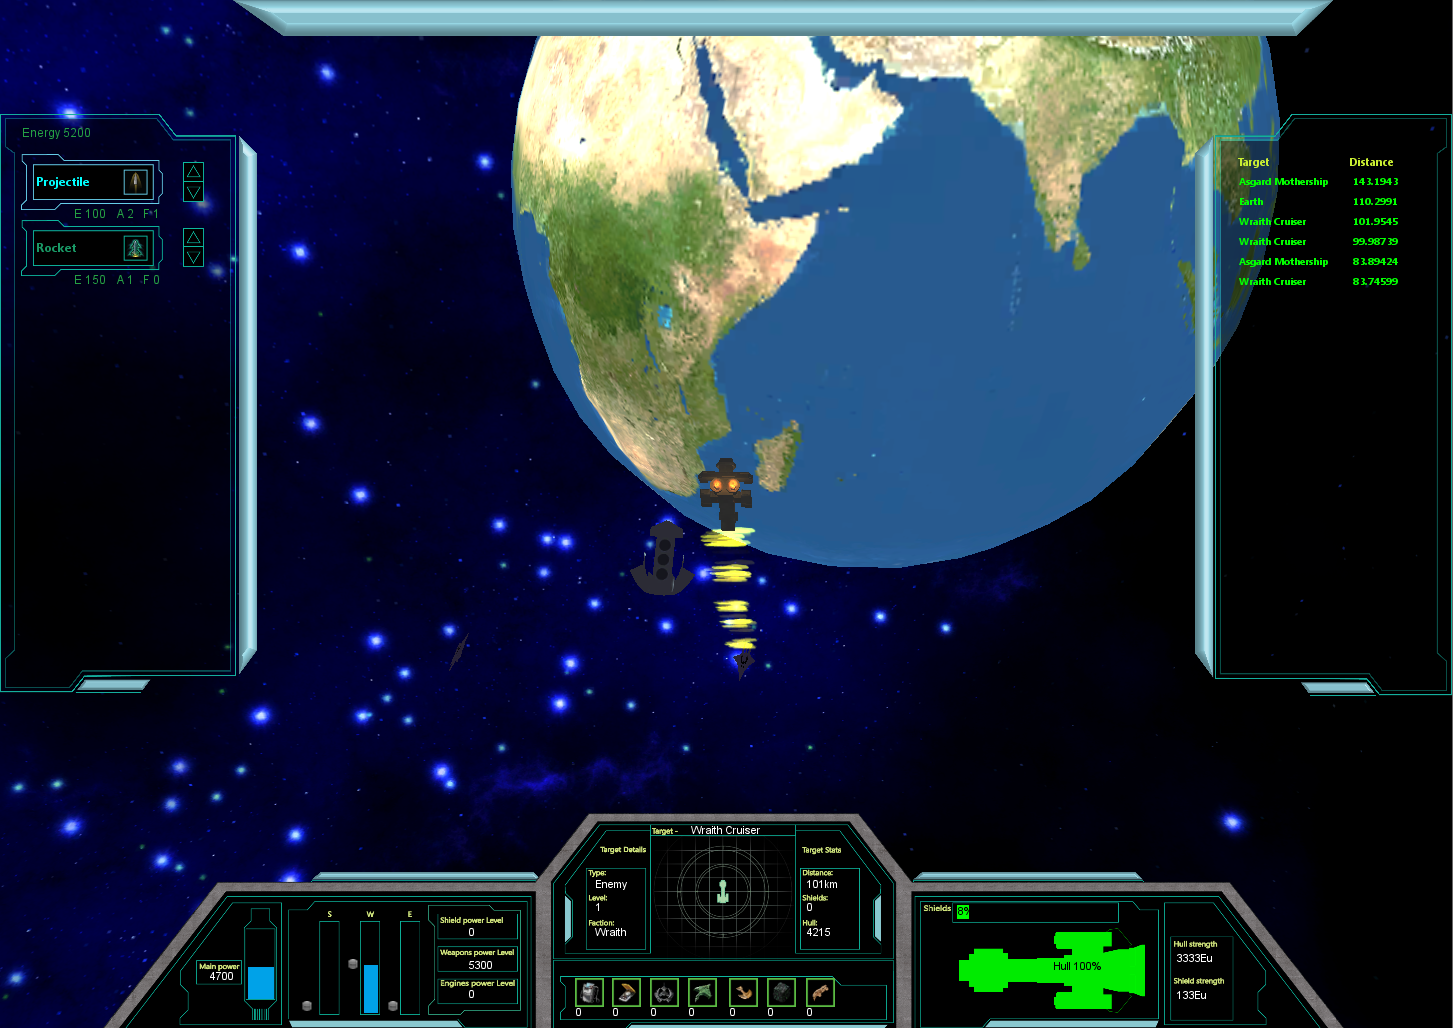 Energy 5200
Projectile
E 100 A 2 F 1
Rocket
E 150 A 1 F 0
Target Distance
Asgard Mothership 143.1943
Earth 110.2991
Wraith Cruiser 101.9545
Wraith Cruiser 99.98739
Asgard Mothership 83.89424
Wraith Cruiser 83.74599
Target - Wraith Cruiser
Target Details
Type:
Enemy
Level:
1
Faction:
Wraith
Target Stats
Distance:
101km
Shields:
0
Hull:
4215
0 0 0 0 0 0 0
Main power
4700
S W E
Shield power Level
0
Weapons power Level
5300
Engines power Level
0
Shields
Hull 100%
Hull strength
3333Eu
Shield strength
133Eu